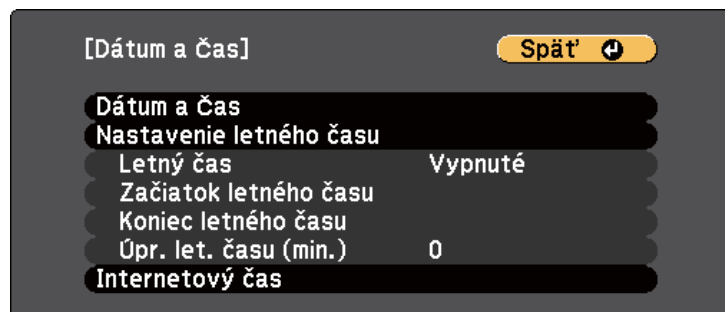 [Dátum a Čas]
Späť
Dátum a Čas
Nastavenie letného času
Letný čas Vypnuté
Začiatok letného času
Koniec letného času
Úpr. let. času (min.) 0
Internetový čas